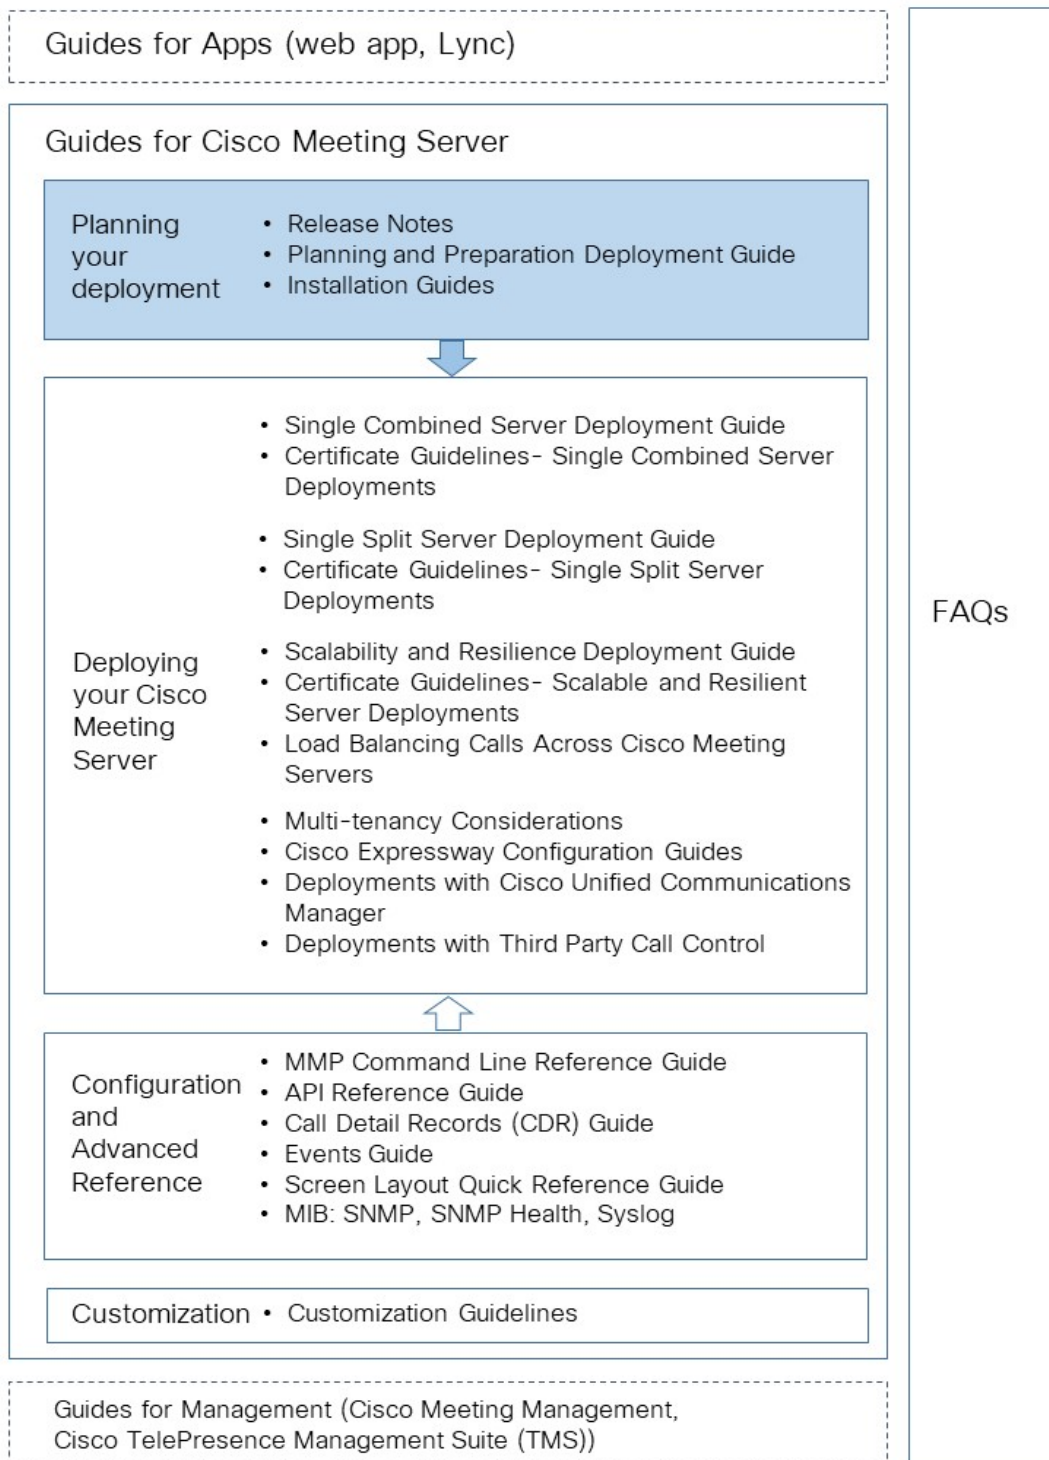 Guides for Apps (web app, Lync)
Guides for Cisco Meeting Server
Planning
your
deployment
• Release Notes
• Planning and Preparation Deployment Guide
• Installation Guides
Deploying
your Cisco
Meeting
Server
• Single Combined Server Deployment Guide
• Certificate Guidelines- Single Combined Server
Deployments
• Single Split Server Deployment Guide
• Certificate Guidelines- Single Split Server
Deployments
• Scalability and Resilience Deployment Guide
• Certificate Guidelines- Scalable and Resilient
Server Deployments
• Load Balancing Calls Across Cisco Meeting
Servers
• Multi-tenancy Considerations
• Cisco Expressway Configuration Guides
• Deployments with Cisco Unified Communications
Manager
• Deployments with Third Party Call Control
Configuration
and
Advanced
Reference
• MMP Command Line Reference Guide
• API Reference Guide
• Call Detail Records (CDR) Guide
• Events Guide
• Screen Layout Quick Reference Guide
• MIB: SNMP, SNMP Health, Syslog
Customization • Customization Guidelines
Guides for Management (Cisco Meeting Management,
Cisco TelePresence Management Suite (TMS))
FAQs